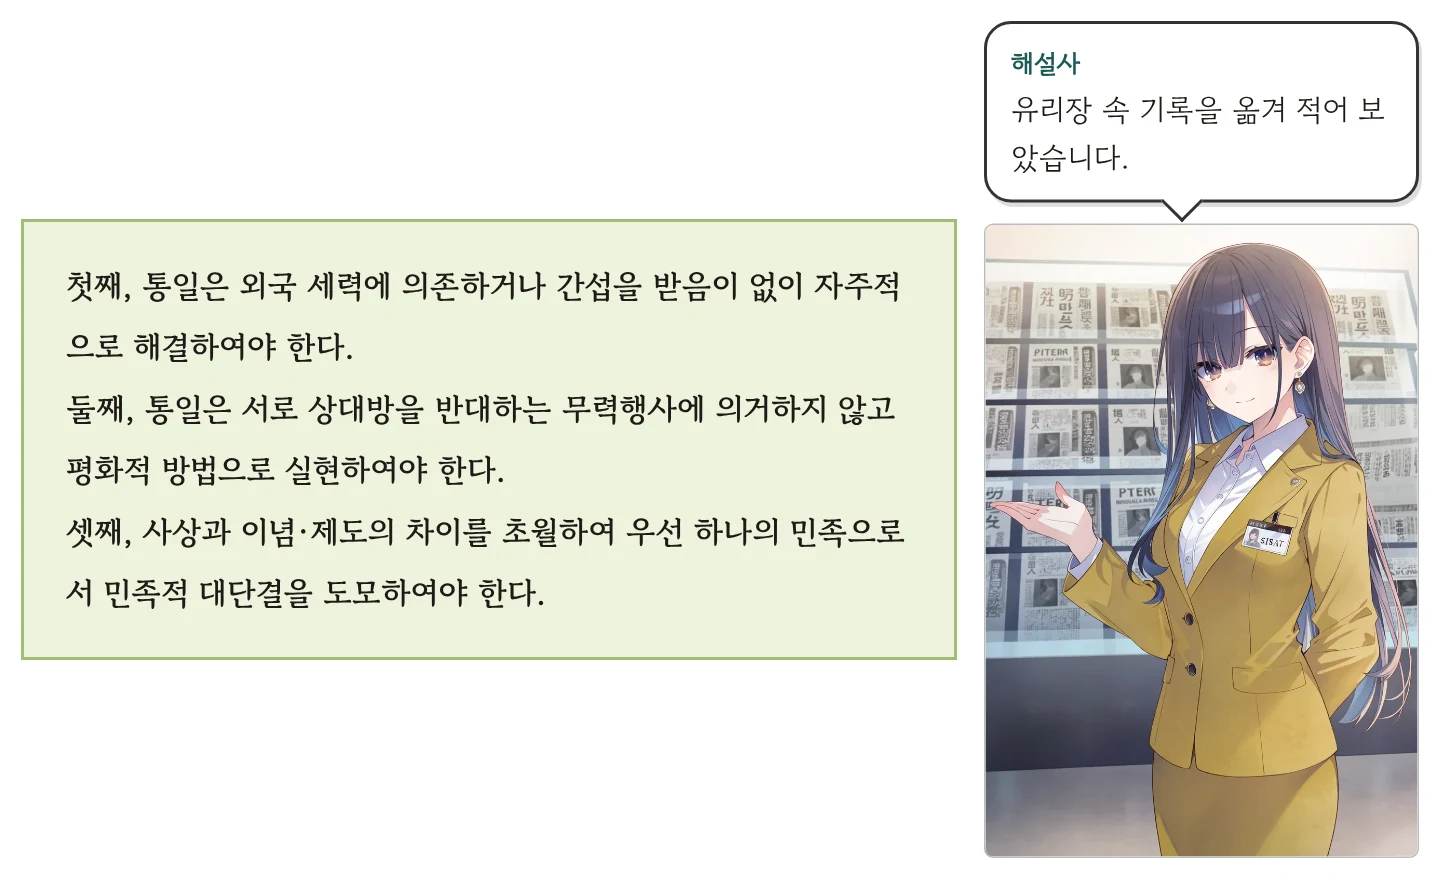 해설사
유리장 속 기록을 옮겨 적어 보
았습니다.
첫째, 통일은 외국 세력에 의존하거나 간섭을 받음이 없이 자주적
으로 해결하여야 한다.
둘째, 통일은 서로 상대방을 반대하는 무력행사에 의거하지 않고
평화적 방법으로 실현하여야 한다.
셋째, 사상과 이념·제도의 차이를 초월하여 우선 하나의 민족으로
서 민족적 대단결을 도모하여야 한다.